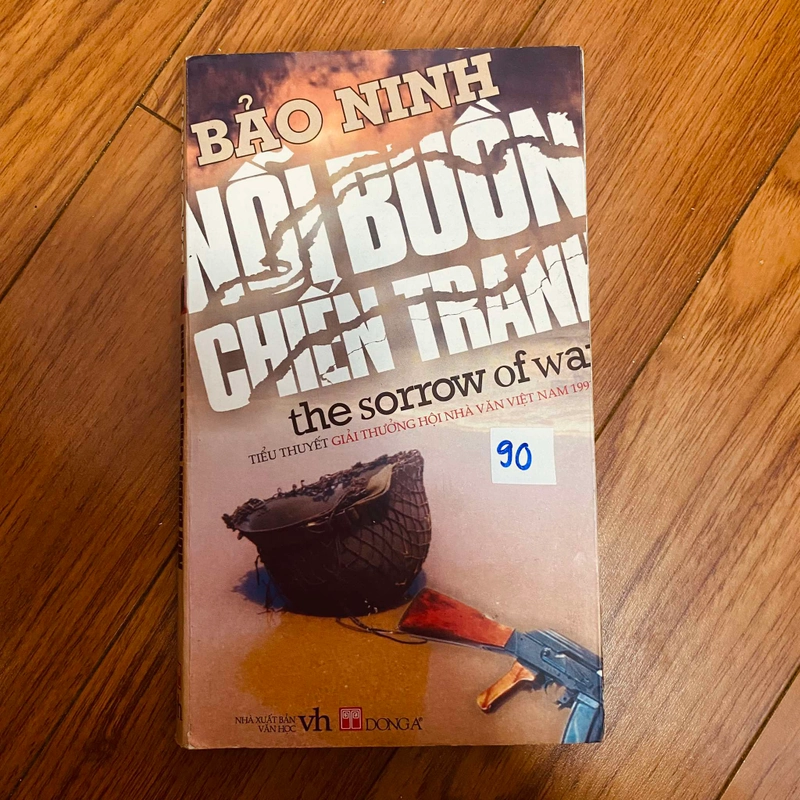 BẢO NINH
NỖI BUỒN
CHIẾN TRANH
the sorrow of wa
TIỂU THUYẾT GIẢI THƯỞNG HỘI NHÀ VĂN VIỆT NAM 199
90
NHÀ XUẤT BẢN
VĂN HỌC
vh
DONGA